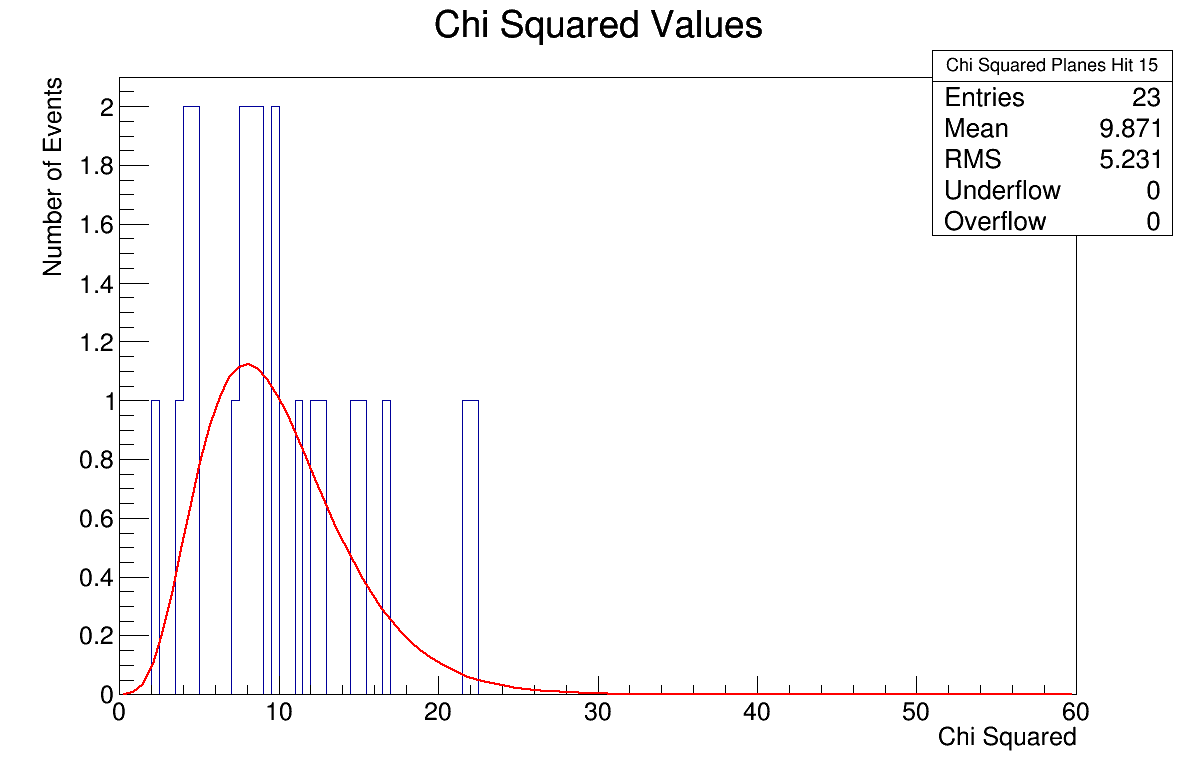 Chi Squared Values
Chi Squared Planes Hit 15
Entries 23
Mean 9.871
RMS 5.231
Underflow 0
Overflow 0
Number of Events
2
1.8
1.6
1.4
1.2
1
0.8
0.6
0.4
0.2
0
0 10 20 30 40 50 60
Chi Squared